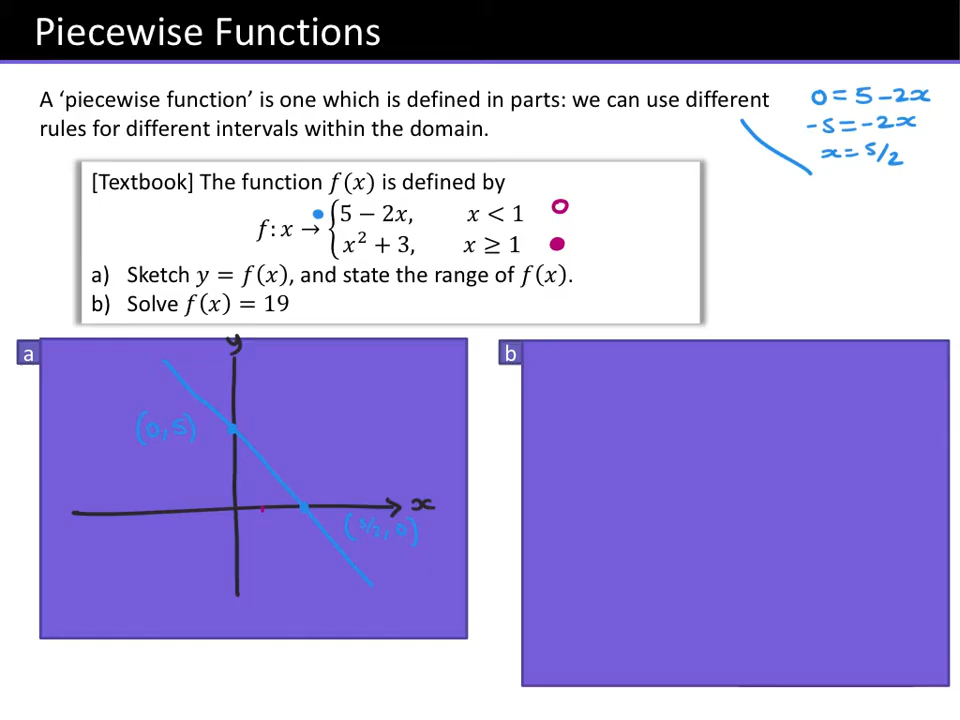 Piecewise Functions
A ‘piecewise function’ is one which is defined in parts: we can use different
rules for different intervals within the domain.
0 = 5 - 2x
-5 = -2x
x = 5/2
[Textbook] The function f(x) is defined by
f: x → { 5 − 2x, x < 1
x² + 3, x ≥ 1
a) Sketch y = f(x), and state the range of f(x).
b) Solve f(x) = 19
a
y
(0, 5)
x
(5/2, 0)
b